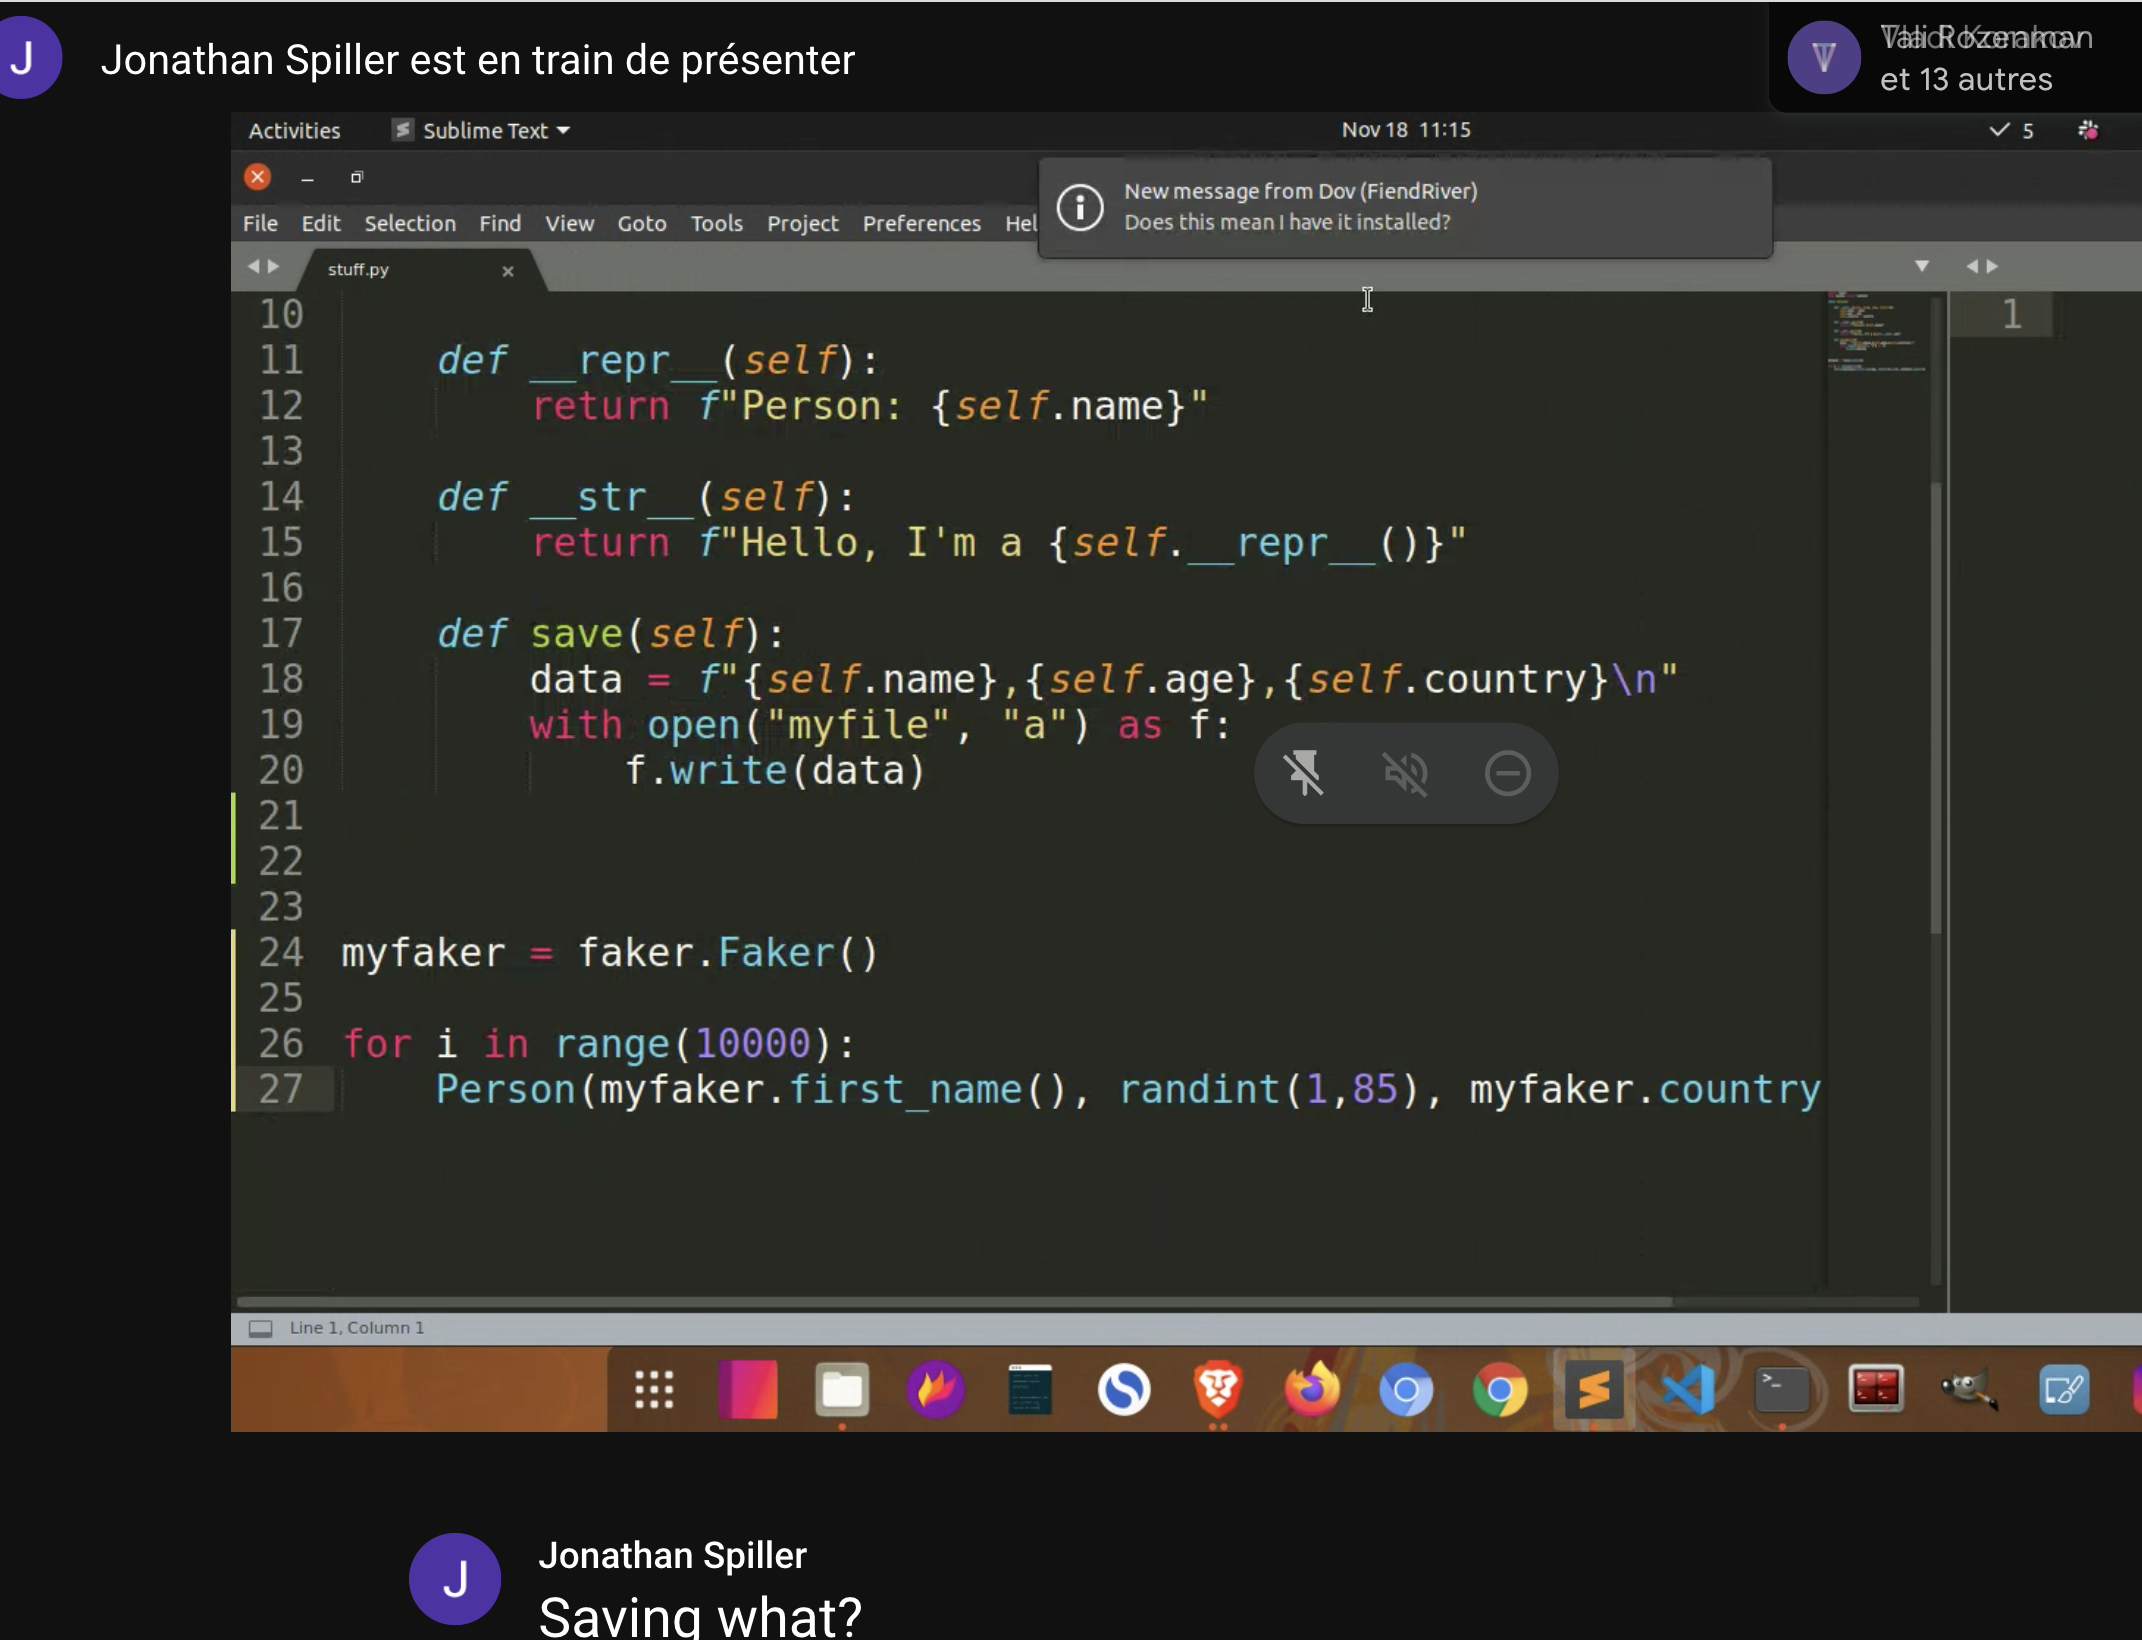 J Jonathan Spiller est en train de présenter
et 13 autres
Activities Sublime Text Nov 18 11:15 5
New message from Dov (FiendRiver)
Does this mean I have it installed?
File Edit Selection Find View Goto Tools Project Preferences Hel
stuff.py
10
11 def __repr__(self):
12 return f"Person: {self.name}"
13
14 def __str__(self):
15 return f"Hello, I'm a {self.__repr__()}"
16
17 def save(self):
18 data = f"{self.name},{self.age},{self.country}\n"
19 with open("myfile", "a") as f:
20 f.write(data)
21
22
23
24 myfaker = faker.Faker()
25
26 for i in range(10000):
27 Person(myfaker.first_name(), randint(1,85), myfaker.country
1
Line 1, Column 1
J Jonathan Spiller
Saving what?